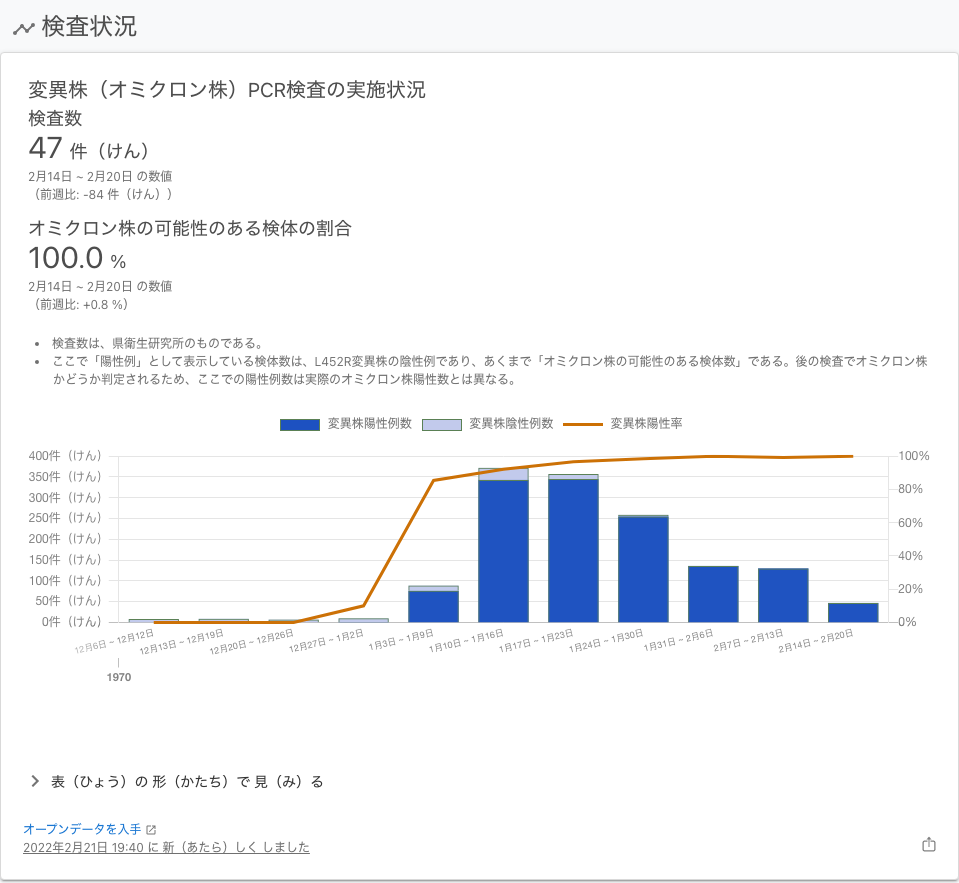 検査状況
変異株（オミクロン株）PCR検査の実施状況
検査数
47 件（けん）
2月14日 ~ 2月20日 の数値
（前週比: -84 件（けん））
オミクロン株の可能性のある検体の割合
100.0 %
2月14日 ~ 2月20日 の数値
（前週比: +0.8 %）
• 検査数は、県衛生研究所のものである。
• ここで「陽性例」として表示している検体数は、L452R変異株の陰性例であり、あくまで「オミクロン株の可能性のある検体数」である。後の検査でオミクロン株
かどうか判定されるため、ここでの陽性例数は実際のオミクロン株陽性数とは異なる。
変異株陽性例数 変異株陰性例数 変異株陽性率
400件（けん） 100%
350件（けん）
300件（けん） 80%
250件（けん）
200件（けん） 60%
150件（けん） 40%
100件（けん）
50件（けん） 20%
0件（けん） 0%
12月6日 ~ 12月12日 12月13日 ~ 12月19日 12月20日 ~ 12月26日 12月27日 ~ 1月2日 1月3日 ~ 1月9日 1月10日 ~ 1月16日 1月17日 ~ 1月23日 1月24日 ~ 1月30日 1月31日 ~ 2月6日 2月7日 ~ 2月13日 2月14日 ~ 2月20日
1970
表（ひょう）の 形（かたち）で 見（み）る
オープンデータを入手
2022年2月21日 19:40 に 新（あたら）しく しました